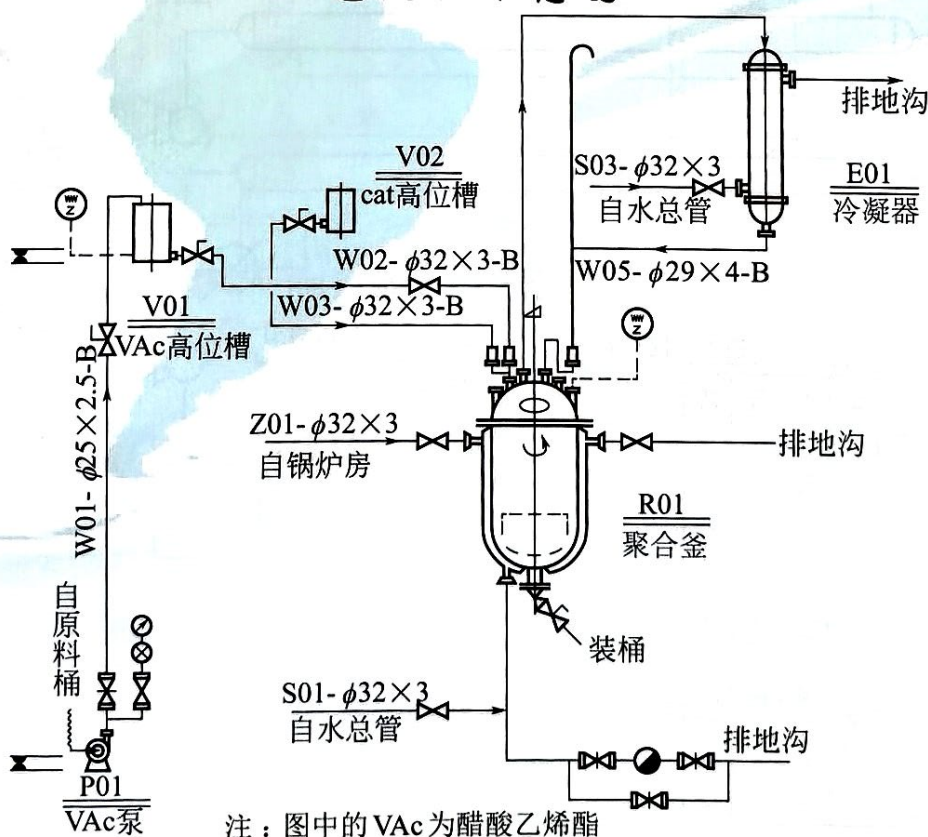 排地沟
V02
cat高位槽
S03-ϕ32×3
自水总管
E01
冷凝器
W02-ϕ32×3-B
W05-ϕ29×4-B
Z
W03-ϕ32×3-B
V01
VAc高位槽
Z
W01-ϕ25×2.5-B
Z01-ϕ32×3
自锅炉房
排地沟
R01
聚合釜
自原料桶
装桶
S01-ϕ32×3
自水总管
排地沟
P01
VAc泵
注：图中的VAc为醋酸乙烯酯